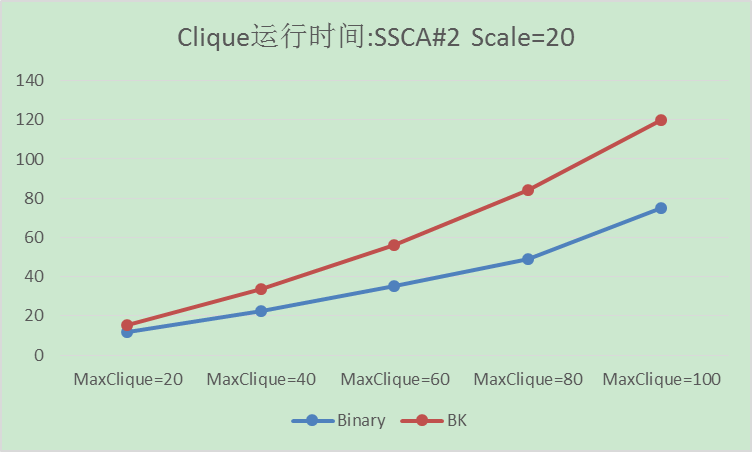 Clique运行时间:SSCA#2 Scale=20
140
120
100
80
60
40
20
0
MaxClique=20 MaxClique=40 MaxClique=60 MaxClique=80 MaxClique=100
Binary BK